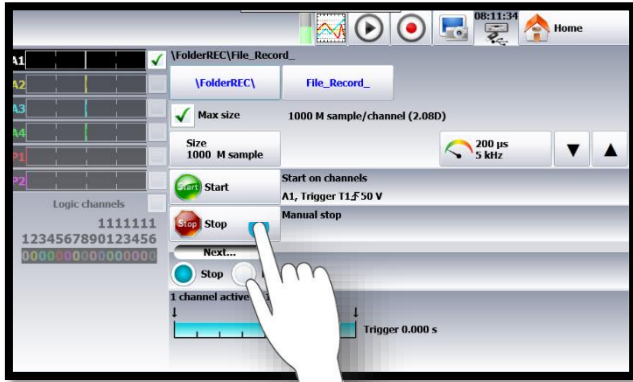 08:11:34
Home
A1
\FolderREC\File_Record_
A2
\FolderREC\
File_Record_
A3
Max size
1000 M sample/channel (2.08D)
A4
P1
Size
1000 M sample
200 µs
5 kHz
P2
Start
Start
Start on channels
A1, Trigger T1 50 V
Logic channels
Stop
Stop
Manual stop
1111111
1234567890123456
0000000000000000
Next...
Stop
1 channel active
Trigger 0.000 s